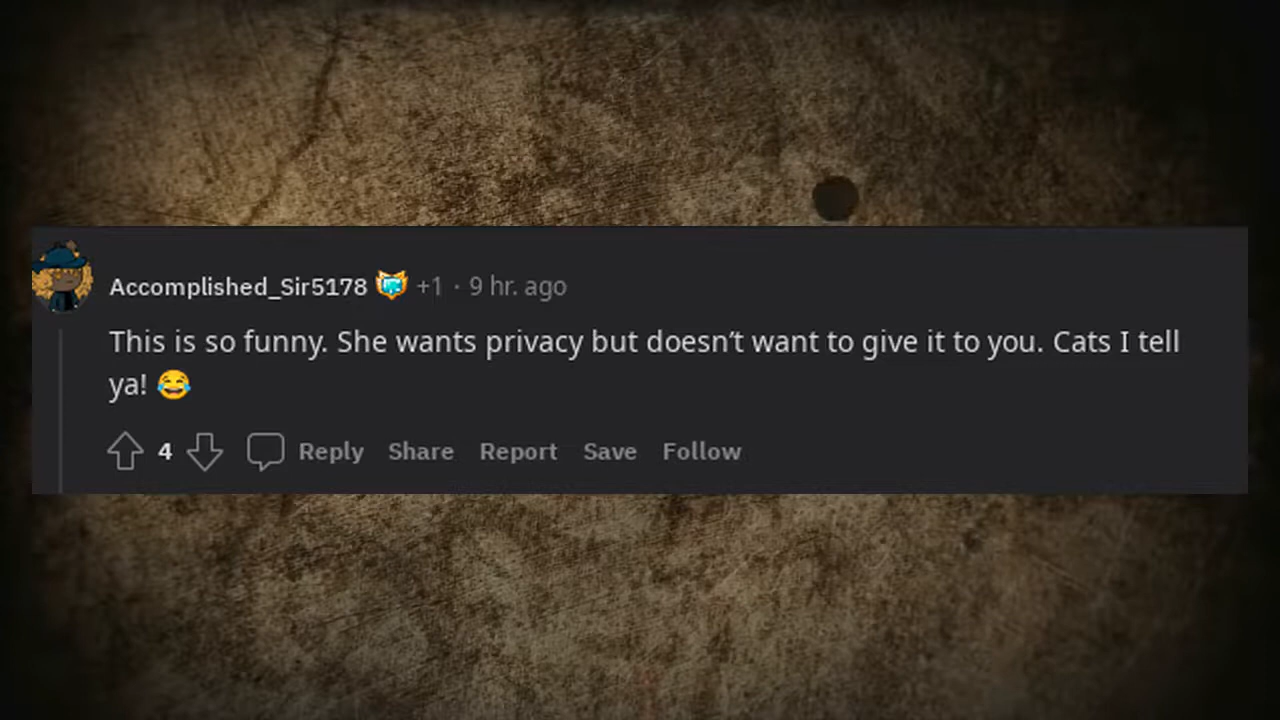 Accomplished_Sir5178 +1 · 9 hr. ago
This is so funny. She wants privacy but doesn’t want to give it to you. Cats I tell
ya! 😂
4 Reply Share Report Save Follow